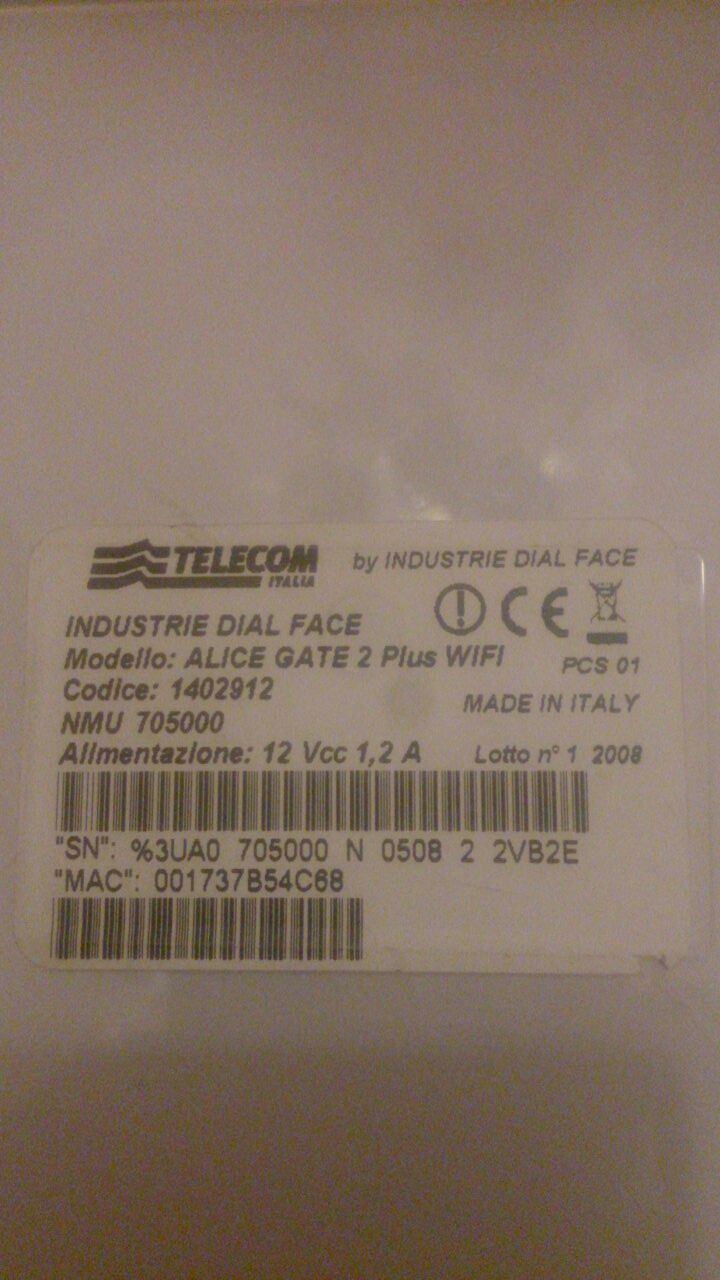 TELECOM
ITALIA
by INDUSTRIE DIAL FACE
INDUSTRIE DIAL FACE
Modello: ALICE GATE 2 Plus WIFI
PCS 01
Codice: 1402912
MADE IN ITALY
NMU 705000
Alimentazione: 12 Vcc 1,2 A
Lotto n° 1 2008
"SN": %3UA0 705000 N 0508 2 2VB2E
"MAC": 001737B54C68